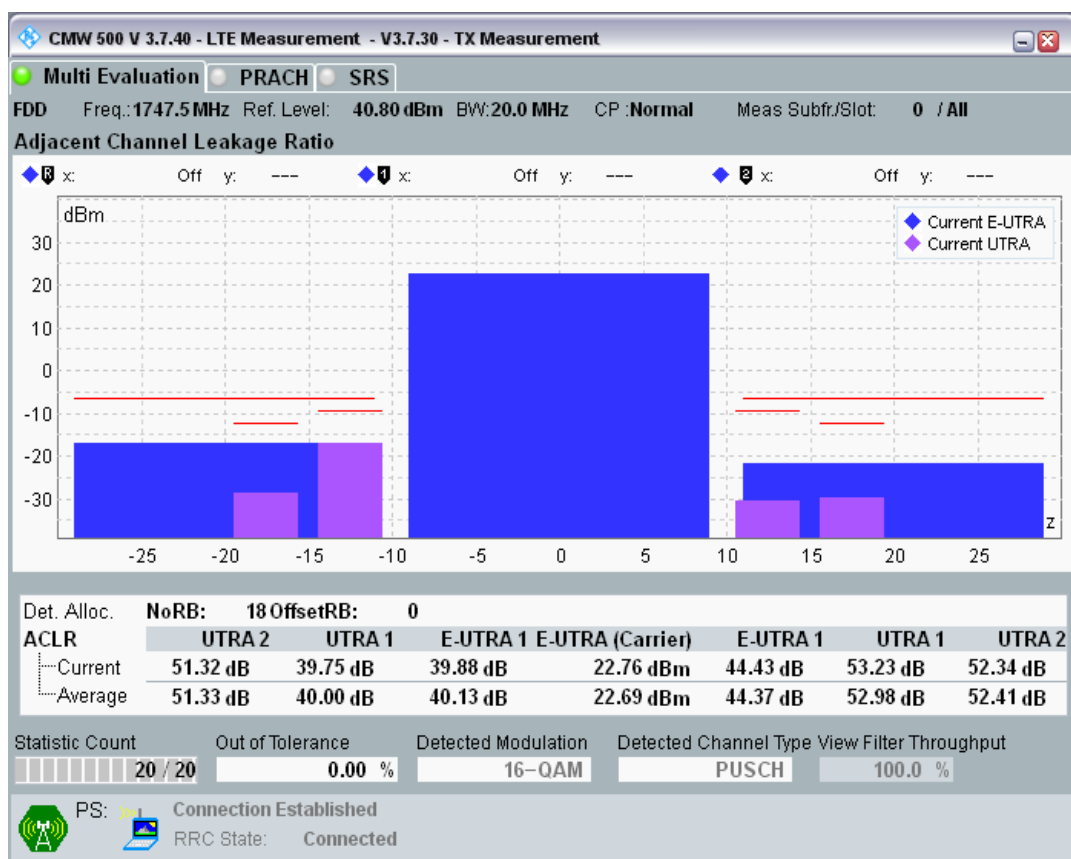 CMW 500 V 3.7.40 - LTE Measurement - V3.7.30 - TX Measurement
Multi Evaluation PRACH SRS
FDD Freq.:1747.5 MHz Ref. Level: 40.80 dBm BW:20.0 MHz CP :Normal Meas Subfr./Slot: 0 / All
Adjacent Channel Leakage Ratio
R x: Off y: --- 1 x: Off y: --- 2 x: Off y: ---
dBm
Current E-UTRA
Current UTRA
30
20
10
0
-10
-20
-30
z
-25 -20 -15 -10 -5 0 5 10 15 20 25
Det. Alloc. NoRB: 18 OffsetRB: 0
ACLR UTRA 2 UTRA 1 E-UTRA 1 E-UTRA (Carrier) E-UTRA 1 UTRA 1 UTRA 2
Current 51.32 dB 39.75 dB 39.88 dB 22.76 dBm 44.43 dB 53.23 dB 52.34 dB
Average 51.33 dB 40.00 dB 40.13 dB 22.69 dBm 44.37 dB 52.98 dB 52.41 dB
Statistic Count Out of Tolerance Detected Modulation Detected Channel Type View Filter Throughput
20 / 20 0.00 % 16-QAM PUSCH 100.0 %
PS: Connection Established
RRC State: Connected